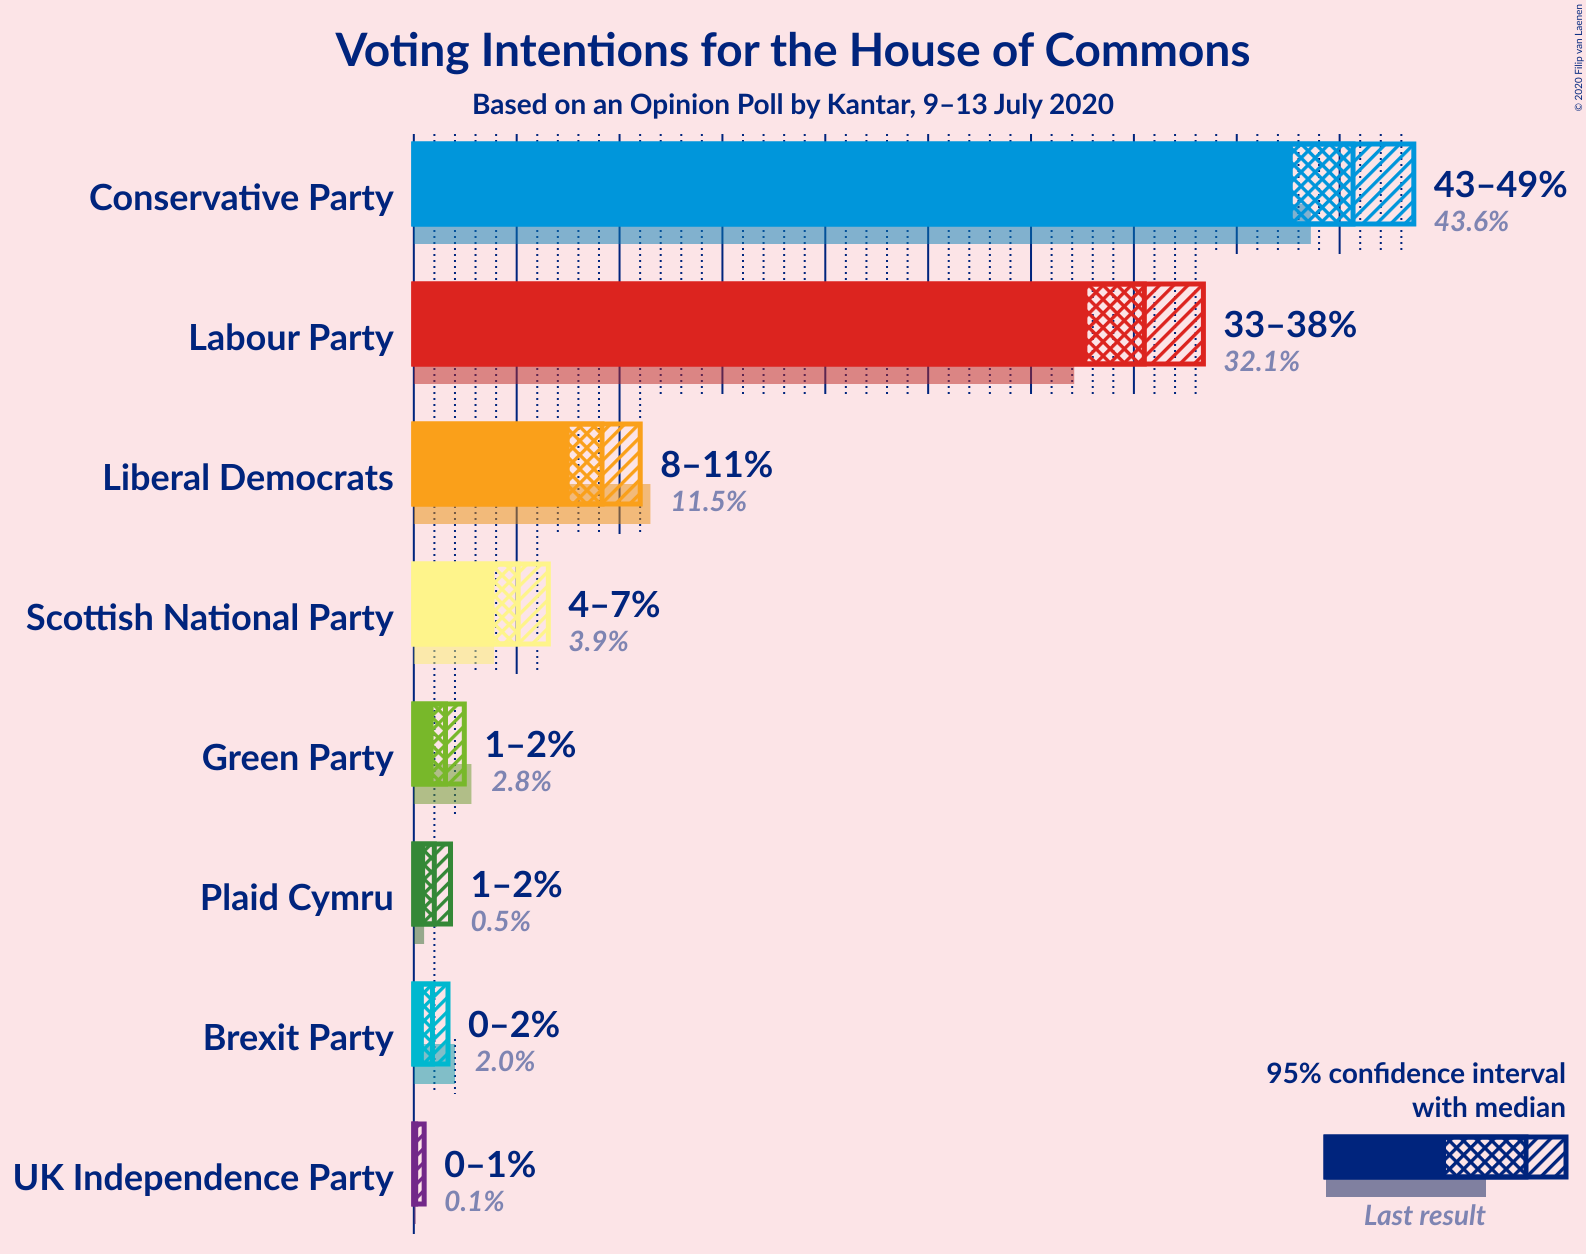 Voting Intentions for the House of Commons
Based on an Opinion Poll by Kantar, 9–13 July 2020
© 2020 Filip van Laenen
Conservative Party
43–49%
43.6%
Labour Party
33–38%
32.1%
Liberal Democrats
8–11%
11.5%
Scottish National Party
4–7%
3.9%
Green Party
1–2%
2.8%
Plaid Cymru
1–2%
0.5%
Brexit Party
0–2%
2.0%
UK Independence Party
0–1%
0.1%
95% confidence interval
with median
Last result